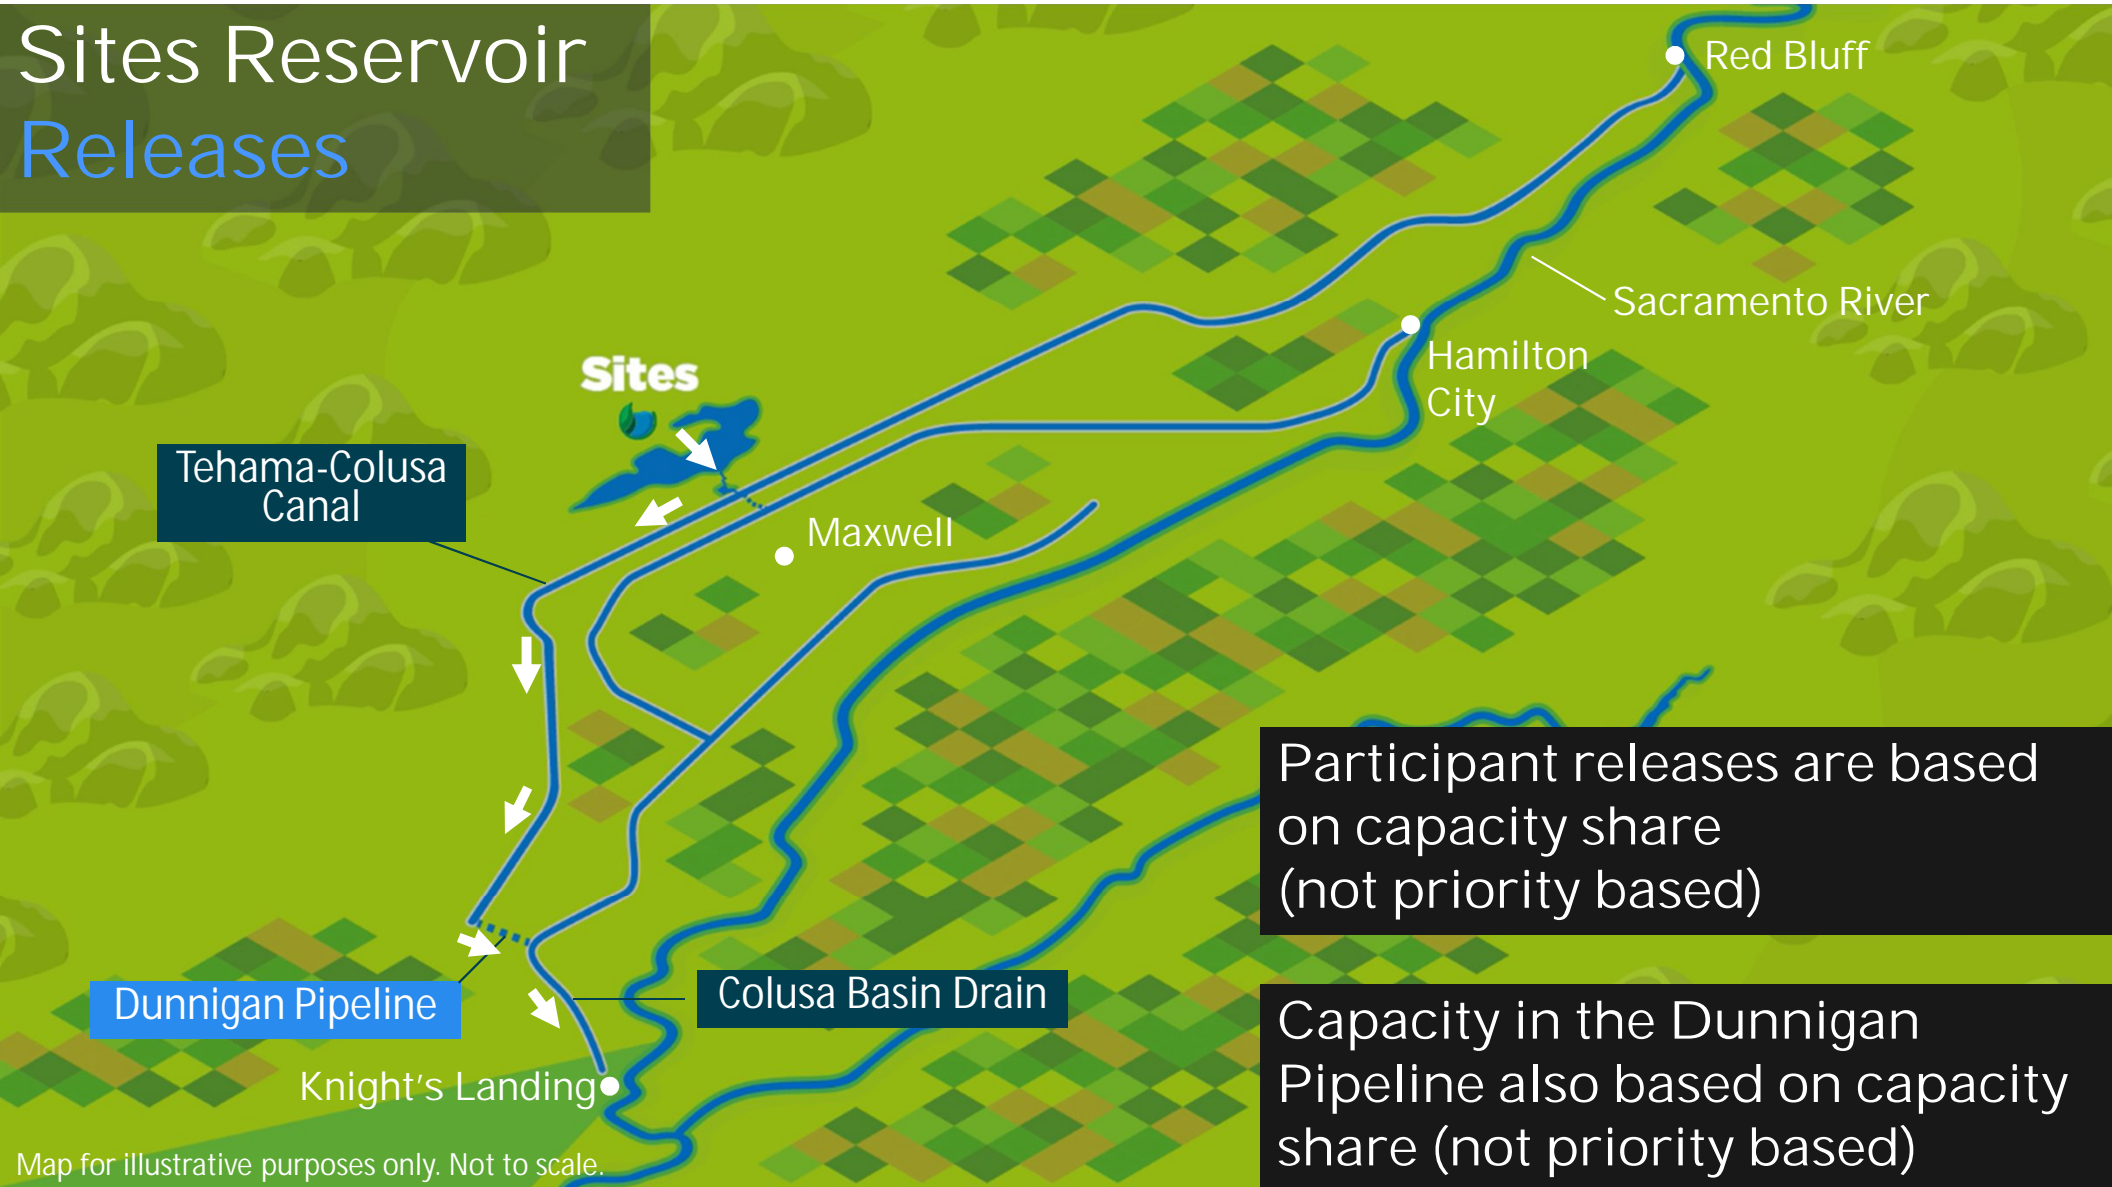 Sites Reservoir
Releases
Red Bluff
Sacramento River
Hamilton
City
Sites
Tehama-Colusa
Canal
Maxwell
Participant releases are based
on capacity share
(not priority based)
Dunnigan Pipeline
Colusa Basin Drain
Capacity in the Dunnigan
Pipeline also based on capacity
share (not priority based)
Knight's Landing
Map for illustrative purposes only. Not to scale.